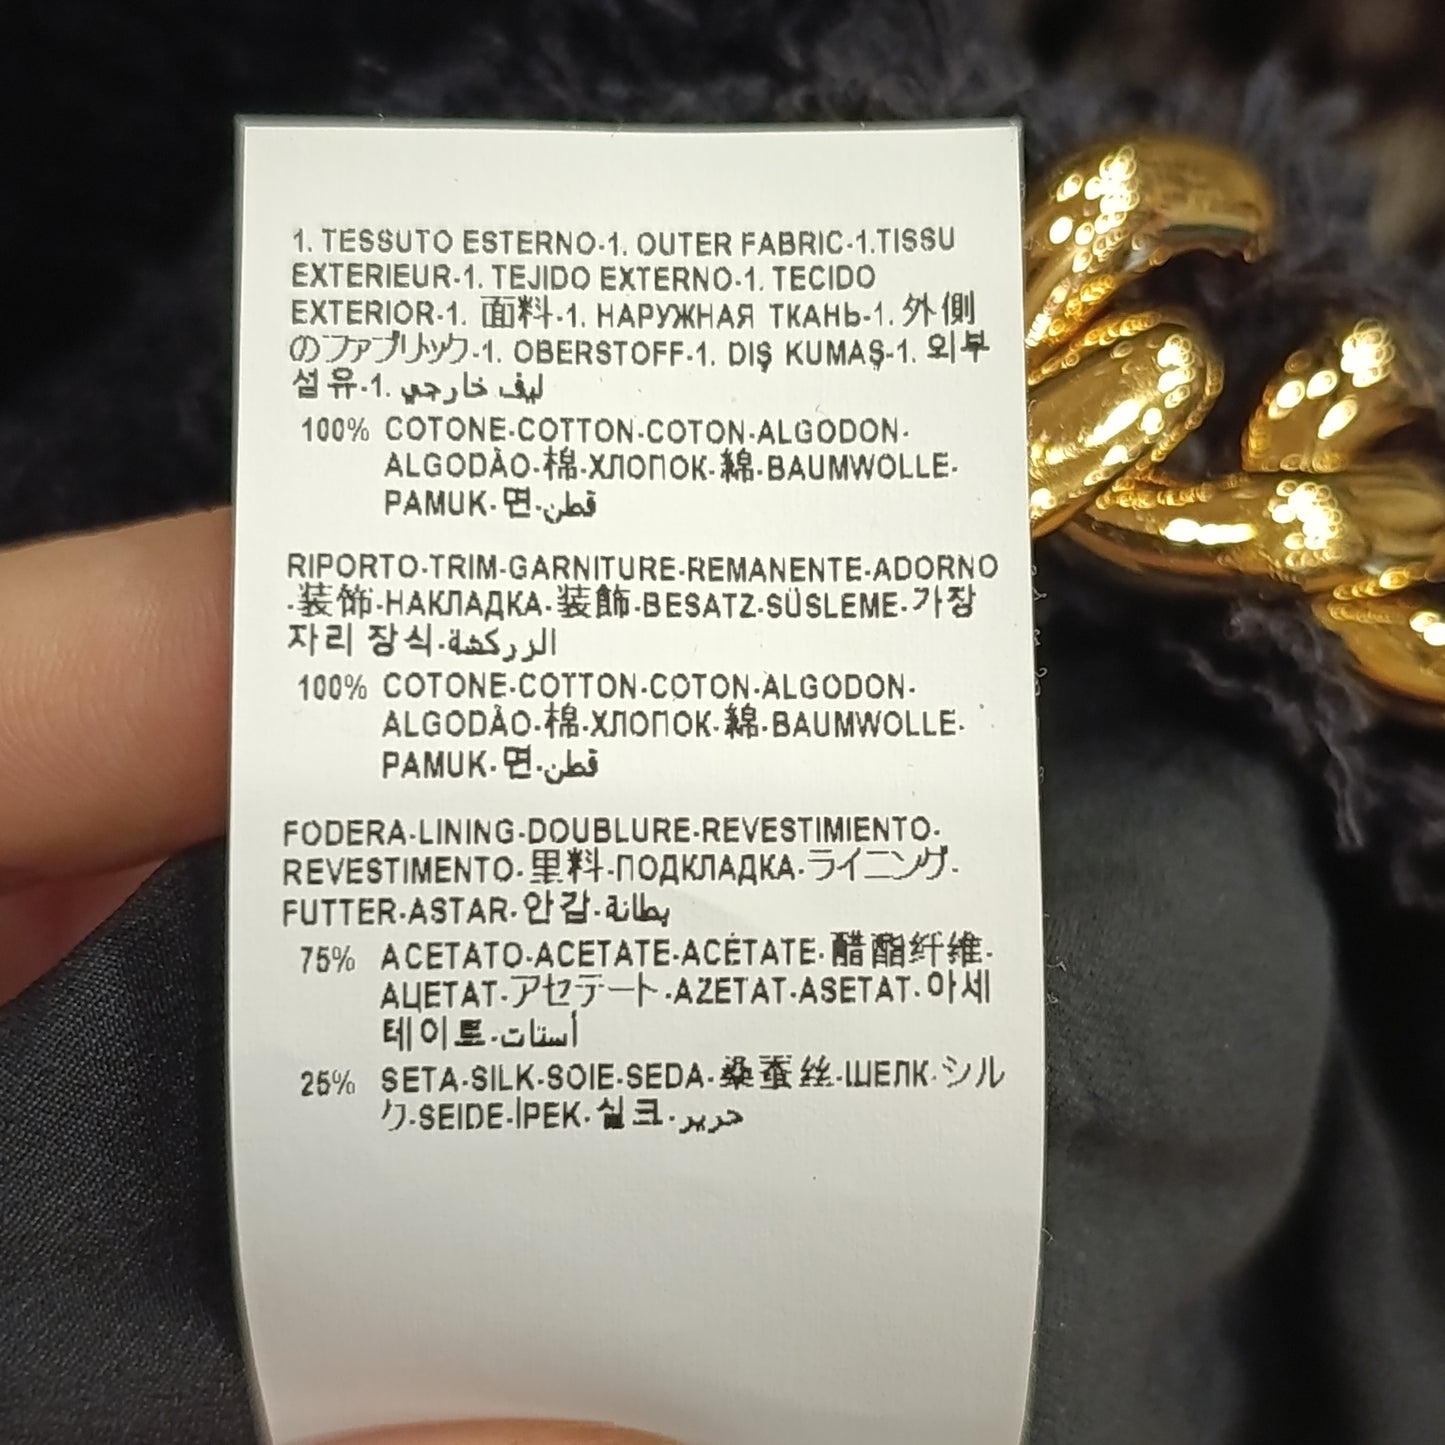 1. TESSUTO ESTERNO-1. OUTER FABRIC-1.TISSU
EXTERIEUR-1. TEJIDO EXTERNO-1. TECIDO
EXTERIOR-1. 面料-1. НАРУЖНАЯ ТКАНЬ-1. 外側
のファブリック-1. OBERSTOFF-1. DIŞ KUMAŞ-1. 외부
섬유-1. ليف خارجي
100% COTONE-COTTON-COTON-ALGODON-
ALGODÃO-棉-ХЛОПОК-綿-BAUMWOLLE-
PAMUK-면-قطن
RIPORTO-TRIM-GARNITURE-REMANENTE-ADORNO
-装饰-НАКЛАДКА-装飾-BESATZ-SÜSLEME-가장
자리 장식-الزركشة
100% COTONE-COTTON-COTON-ALGODON-
ALGODÃO-棉-ХЛОПОК-綿-BAUMWOLLE-
PAMUK-면-قطن
FODERA-LINING-DOUBLURE-REVESTIMIENTO-
REVESTIMENTO-里料-ПОДКЛАДКА-ライニング-
FUTTER-ASTAR-안감-بطانة
75% ACETATO-ACETATE-ACÉTATE-醋酯纤维-
АЦЕТАТ-アセテート-AZETAT-ASETAT-아세
테이트-أستات
25% SETA-SILK-SOIE-SEDA-桑蚕丝-ШЕЛК-シル
ク-SEIDE-İPEK-실크-حرير